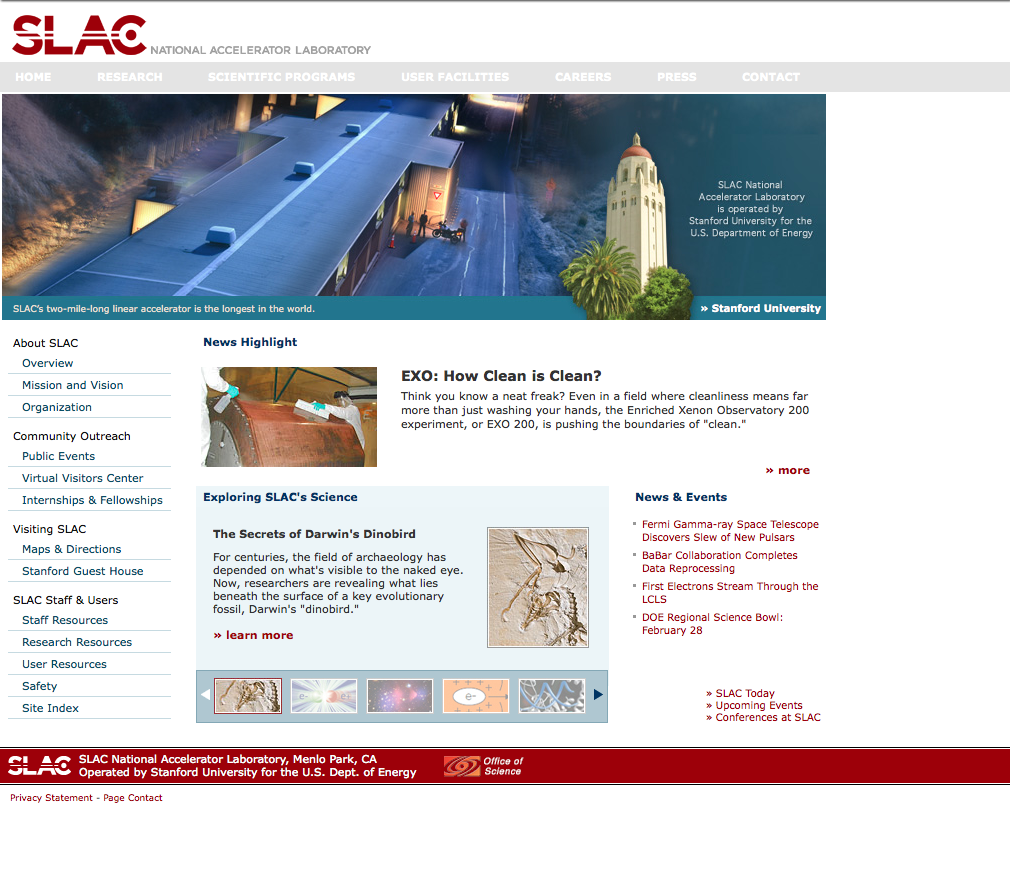 SLAC NATIONAL ACCELERATOR LABORATORY
HOME RESEARCH SCIENTIFIC PROGRAMS USER FACILITIES CAREERS PRESS CONTACT
SLAC National
Accelerator Laboratory
is operated by
Stanford University for the
U.S. Department of Energy
SLAC's two-mile-long linear accelerator is the longest in the world.
» Stanford University
About SLAC
Overview
Mission and Vision
Organization
Community Outreach
Public Events
Virtual Visitors Center
Internships & Fellowships
Visiting SLAC
Maps & Directions
Stanford Guest House
SLAC Staff & Users
Staff Resources
Research Resources
User Resources
Safety
Site Index
News Highlight
EXO: How Clean is Clean?
Think you know a neat freak? Even in a field where cleanliness means far
more than just washing your hands, the Enriched Xenon Observatory 200
experiment, or EXO 200, is pushing the boundaries of "clean."
» more
Exploring SLAC's Science
The Secrets of Darwin's Dinobird
For centuries, the field of archaeology has
depended on what's visible to the naked eye.
Now, researchers are revealing what lies
beneath the surface of a key evolutionary
fossil, Darwin's "dinobird."
» learn more
e- e+
e-
News & Events
Fermi Gamma-ray Space Telescope
Discovers Slew of New Pulsars
BaBar Collaboration Completes
Data Reprocessing
First Electrons Stream Through the
LCLS
DOE Regional Science Bowl:
February 28
» SLAC Today
» Upcoming Events
» Conferences at SLAC
SLAC
SLAC National Accelerator Laboratory, Menlo Park, CA
Operated by Stanford University for the U.S. Dept. of Energy
Office of
Science
Privacy Statement - Page Contact